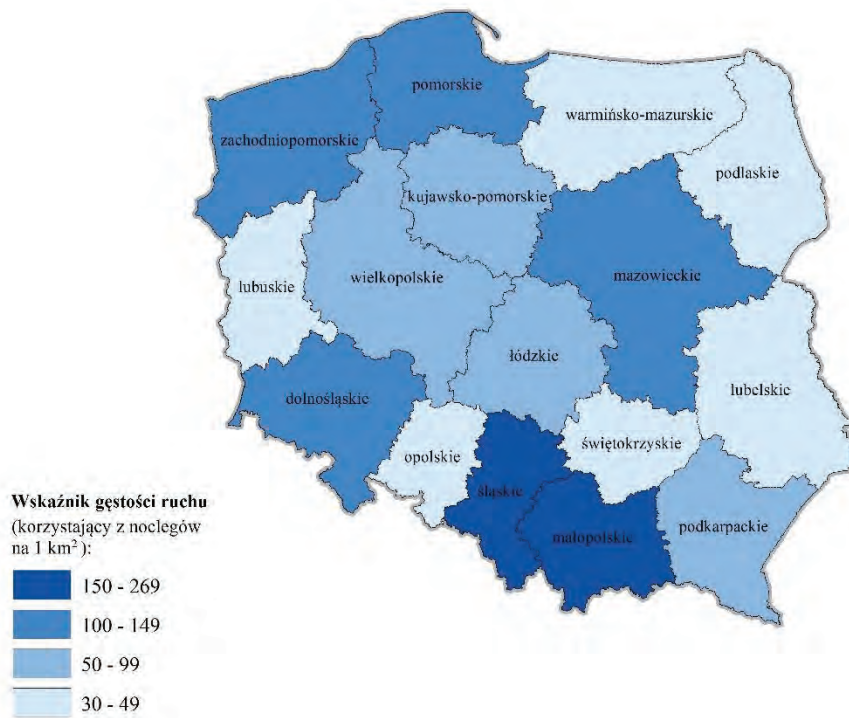 pomorskie
warmińsko-mazurskie
zachodniopomorskie
podlaskie
kujawsko-pomorskie
lubuskie
wielkopolskie
mazowieckie
łódzkie
dolnośląskie
lubelskie
opolskie
świętokrzyskie
śląskie
małopolskie
podkarpackie
Wskaźnik gęstości ruchu
(korzystający z noclegów
na 1 km²):
150 - 269
100 - 149
50 - 99
30 - 49